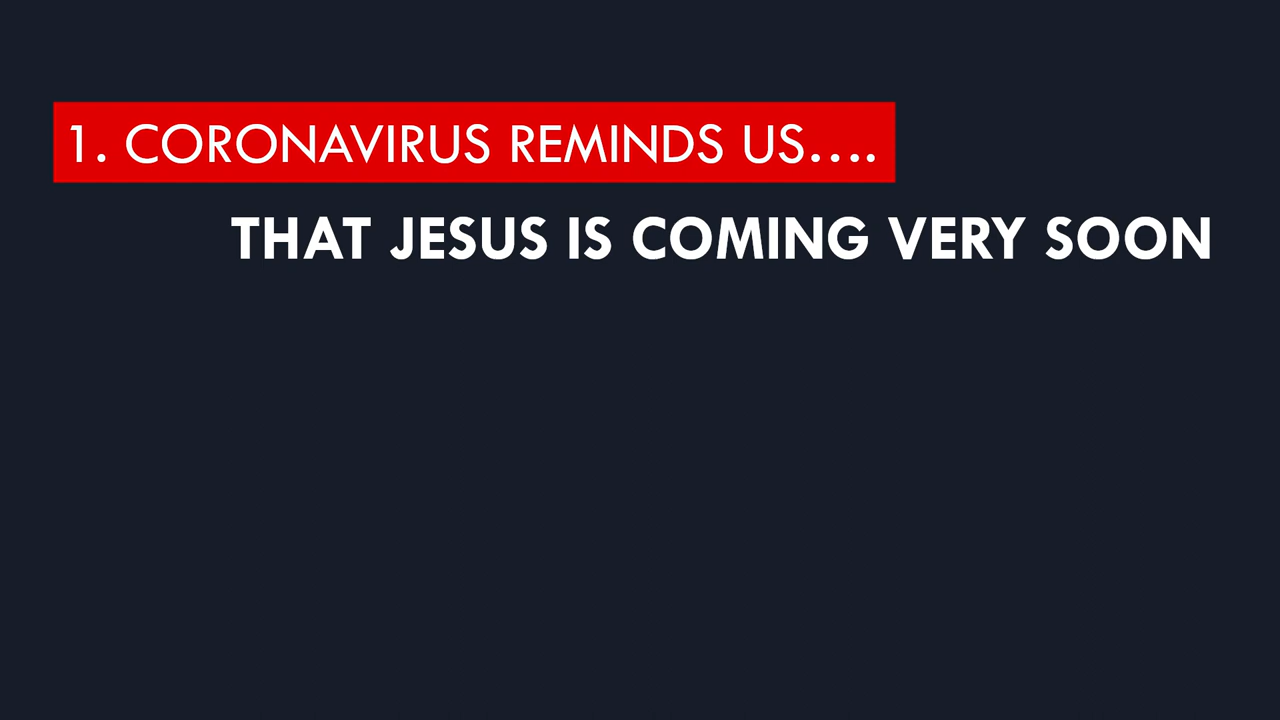 1. CORONAVIRUS REMINDS US....
THAT JESUS IS COMING VERY SOON